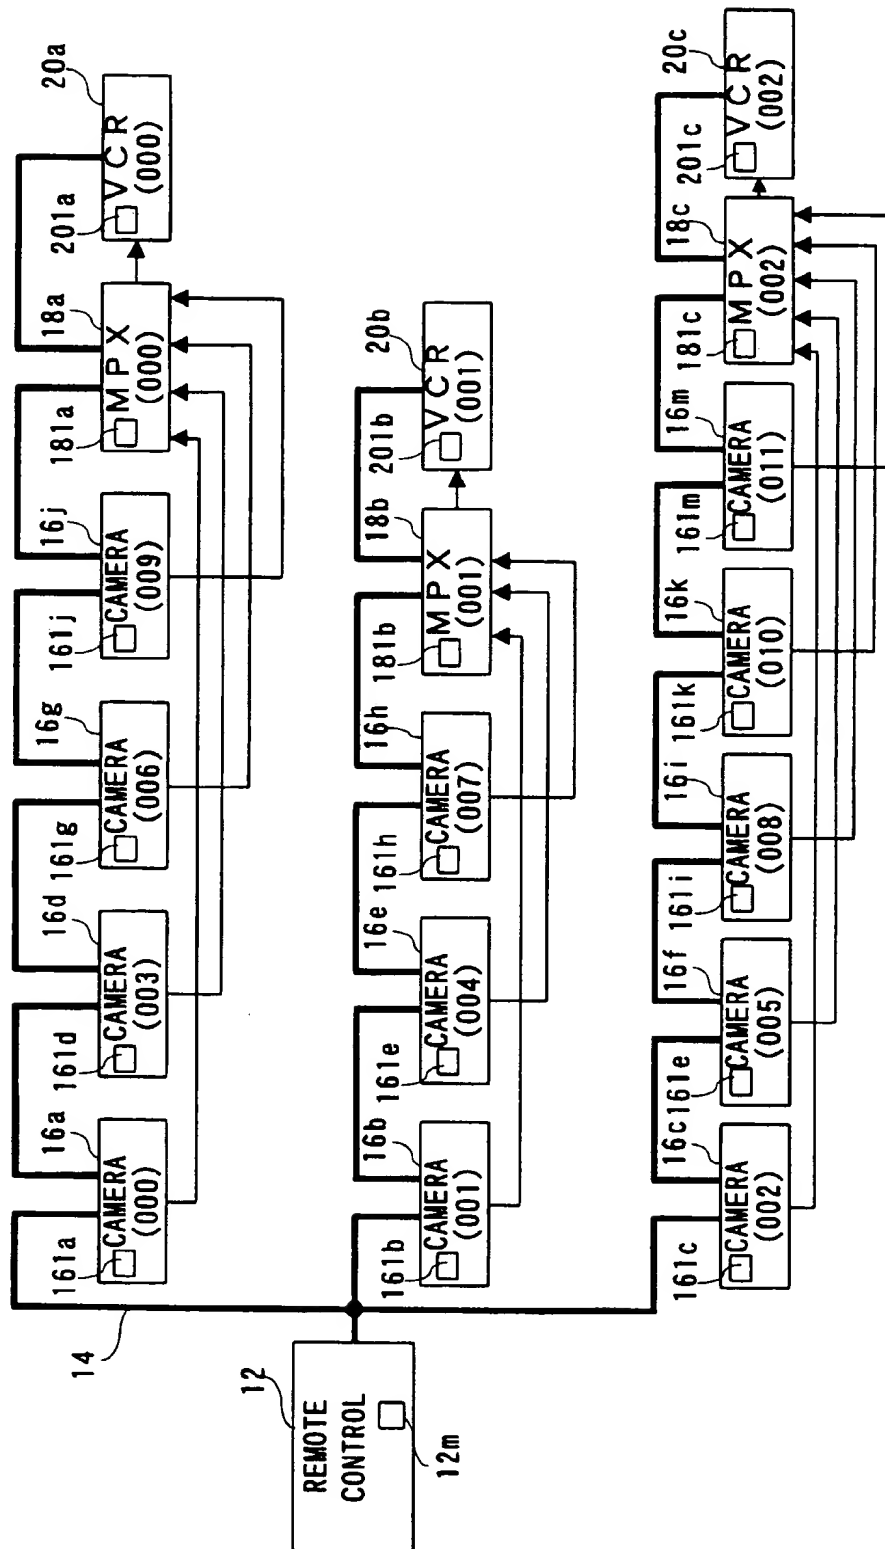 12
REMOTE
CONTROL
12m
14
161a
16a
CAMERA
(000)
161d
16d
CAMERA
(003)
161g
16g
CAMERA
(006)
161j
16j
CAMERA
(009)
181a
18a
MPX
(000)
201a
20a
VCR
(000)
161b
16b
CAMERA
(001)
161e
16e
CAMERA
(004)
161h
16h
CAMERA
(007)
181b
18b
MPX
(001)
201b
20b
VCR
(001)
161c
16c
CAMERA
(002)
161e
16f
CAMERA
(005)
161i
16i
CAMERA
(008)
161k
16k
CAMERA
(010)
161m
16m
CAMERA
(011)
181c
18c
MPX
(002)
201c
20c
VCR
(002)